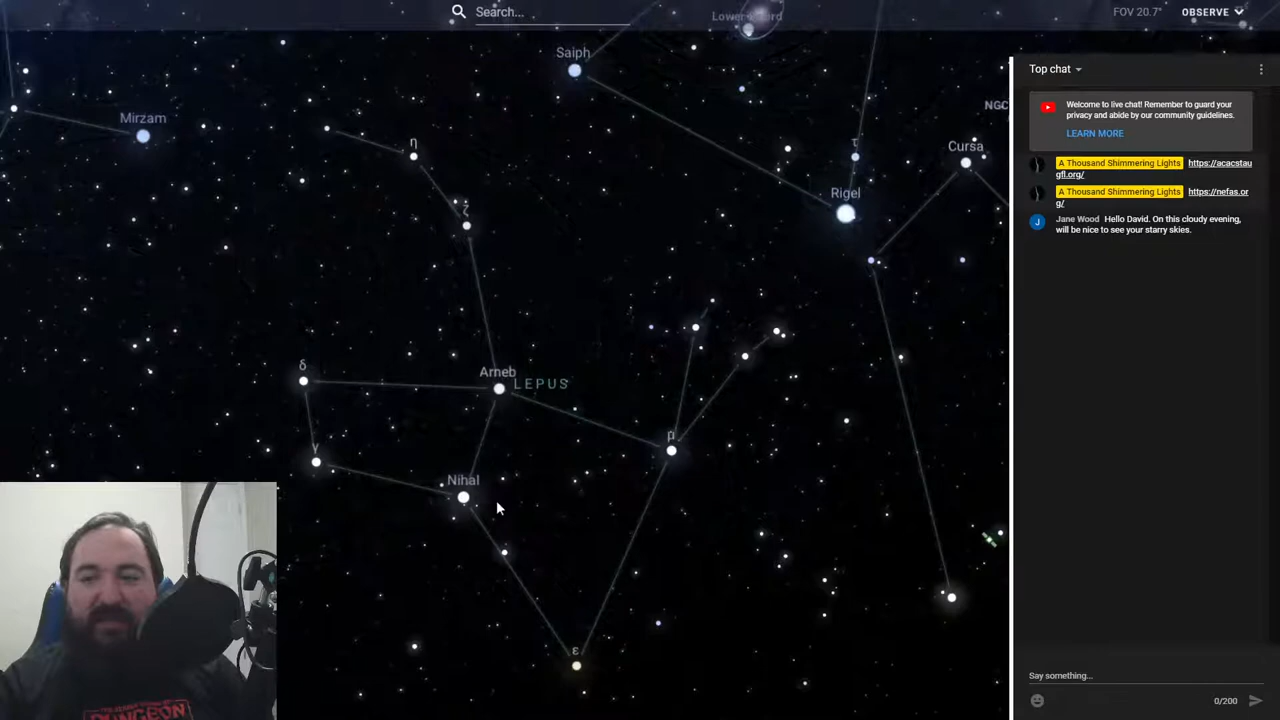 Search...
FOV 20.7°
OBSERVE
Saiph
Mirzam
NGC
Cursa
η
τ
Rigel
ζ
δ
Arneb
LEPUS
μ
γ
Nihal
ε
Top chat
Welcome to live chat! Remember to guard your
privacy and abide by our community guidelines.
LEARN MORE
A Thousand Shimmering Lights https://acacstau
gfl.org/
A Thousand Shimmering Lights https://nefas.or
g/
J
Jane Wood Hello David. On this cloudy evening,
will be nice to see your starry skies.
Say something...
0/200